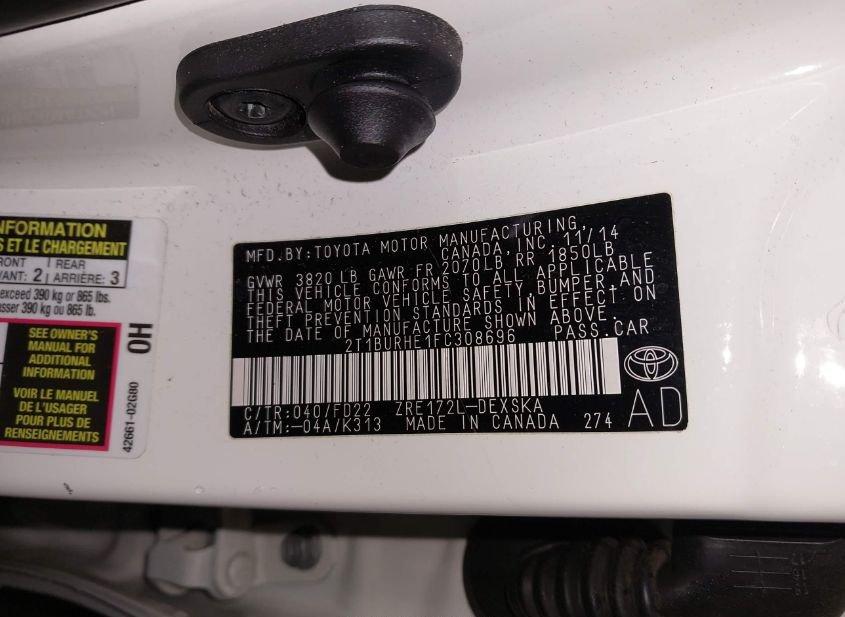 INFORMATION
S ET LE CHARGEMENT
FRONT
REAR
VANT: 2
ARRIÈRE: 3
exceed 390 kg or 865 lbs.
sser 390 kg ou 865 lb.
SEE OWNER'S
MANUAL FOR
ADDITIONAL
INFORMATION
VOIR LE MANUEL
DE L'USAGER
POUR PLUS DE
RENSEIGNEMENTS
OH
42661-02G80
MFD.BY:TOYOTA MOTOR MANUFACTURING,
CANADA, INC. 11/14
GVWR 3820 LB GAWR FR 2070LB RR 1850LB
THIS VEHICLE CONFORMS TO ALL APPLICABLE
FEDERAL MOTOR VEHICLE SAFETY, BUMPER,AND
THEFT PREVENTION STANDARDS IN EFFECT ON
THE DATE OF MANUFACTURE SHOWN ABOVE.
2T1BURHE1FC308696 PASS.CAR
C/TR:040/FD22 ZRE172L-DEXSKA
A/TM:-04A/K313 MADE IN CANADA 274
AD